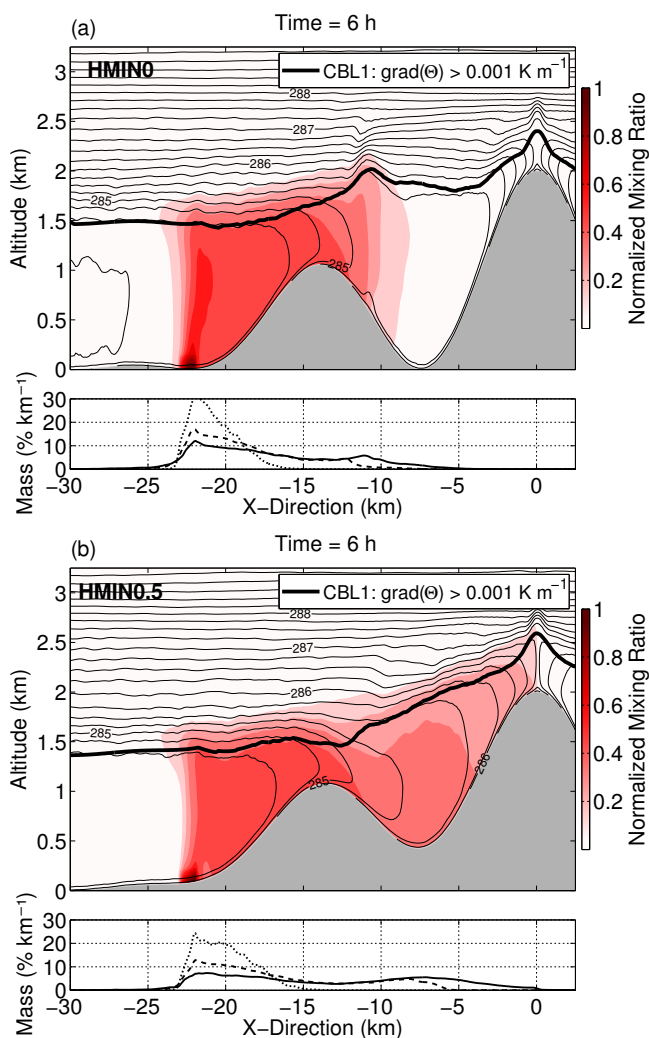 (a)
Time = 6 h
HMIN0
CBL1: grad(Θ) > 0.001 K m⁻¹
3
2.5
2
1.5
1
0.5
0
Altitude (km)
288
287
286
285
285
1
0.8
0.6
0.4
0.2
Normalized Mixing Ratio
30
20
10
0
Mass (% km⁻¹)
−30 −25 −20 −15 −10 −5 0
X−Direction (km)
(b)
Time = 6 h
HMIN0.5
CBL1: grad(Θ) > 0.001 K m⁻¹
3
2.5
2
1.5
1
0.5
0
Altitude (km)
288
287
286
285
285
286
1
0.8
0.6
0.4
0.2
Normalized Mixing Ratio
30
20
10
0
Mass (% km⁻¹)
−30 −25 −20 −15 −10 −5 0
X−Direction (km)